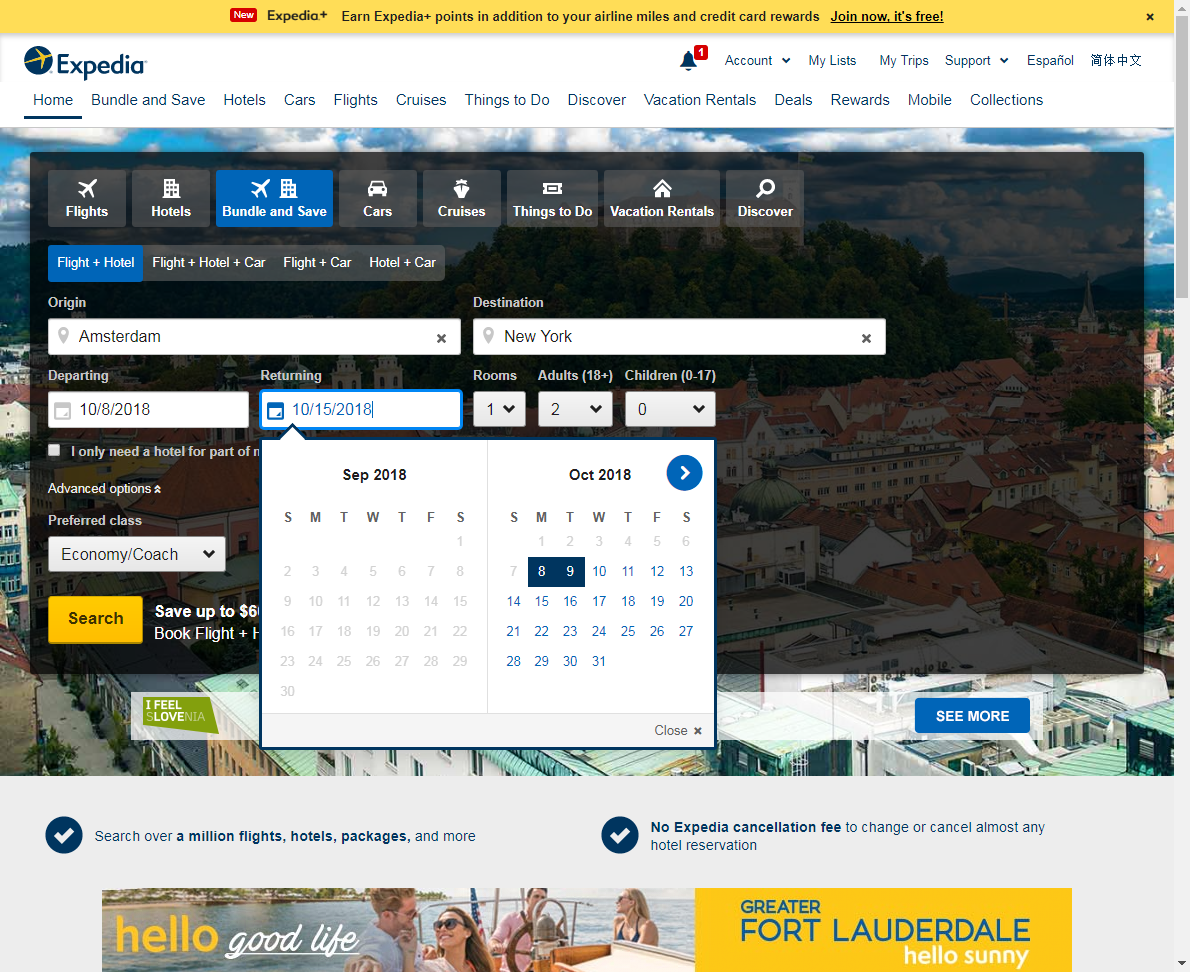 New Expedia+ Earn Expedia+ points in addition to your airline miles and credit card rewards Join now, it's free! ×
Expedia 1 Account My Lists My Trips Support Español 简体中文
Home Bundle and Save Hotels Cars Flights Cruises Things to Do Discover Vacation Rentals Deals Rewards Mobile Collections
Flights Hotels Bundle and Save Cars Cruises Things to Do Vacation Rentals Discover
Flight + Hotel Flight + Hotel + Car Flight + Car Hotel + Car
Origin Destination
Amsterdam × New York ×
Departing Returning Rooms Adults (18+) Children (0-17)
10/8/2018 10/15/2018 1 2 0
I only need a hotel for part of
Advanced options
Preferred class
Economy/Coach
Search
Save up to $6
Book Flight +
Sep 2018
S M T W T F S
1
2 3 4 5 6 7 8
9 10 11 12 13 14 15
16 17 18 19 20 21 22
23 24 25 26 27 28 29
30
Oct 2018
S M T W T F S
1 2 3 4 5 6
7 8 9 10 11 12 13
14 15 16 17 18 19 20
21 22 23 24 25 26 27
28 29 30 31
Close ×
I FEEL
SLOVENIA
SEE MORE
Search over a million flights, hotels, packages, and more
No Expedia cancellation fee to change or cancel almost any
hotel reservation
hello good life
GREATER
FORT LAUDERDALE
hello sunny